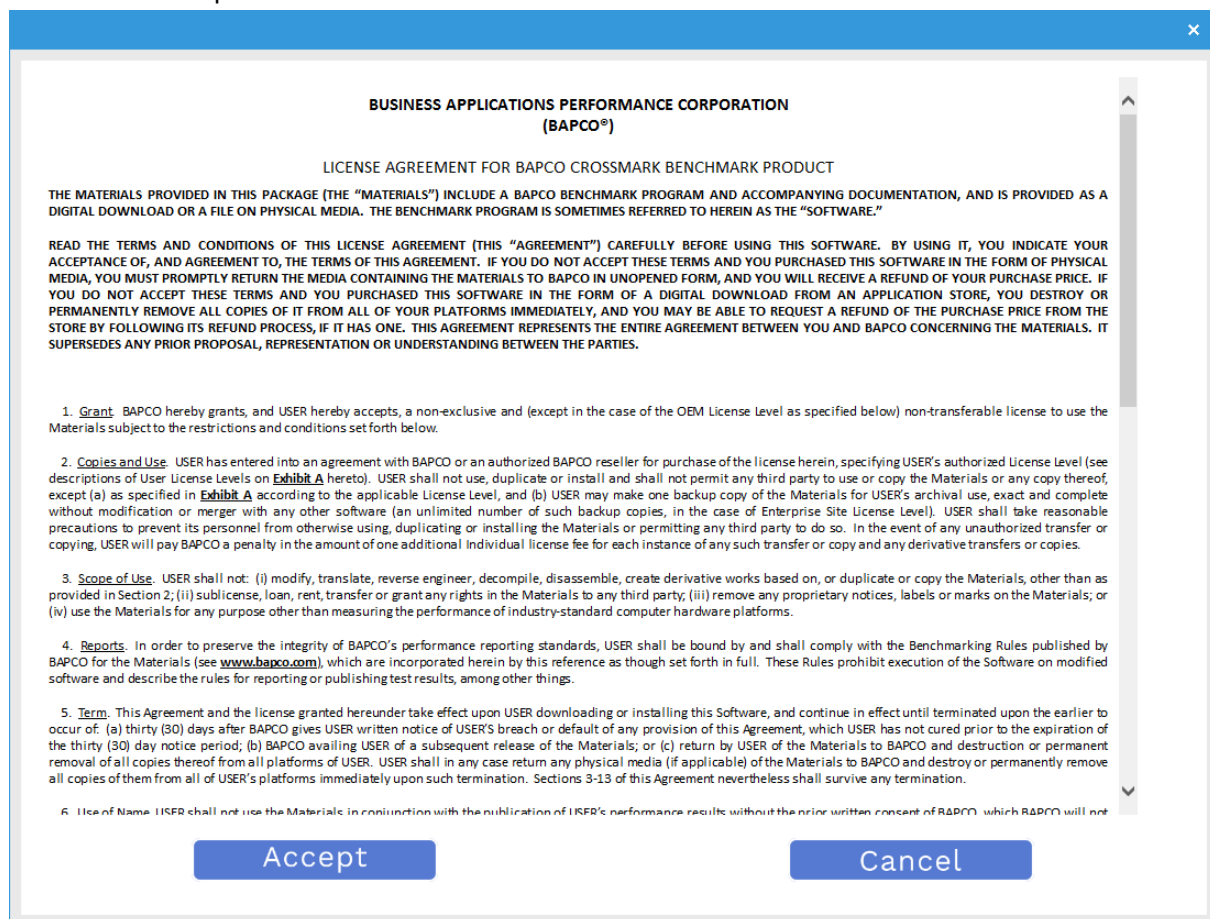 ×
BUSINESS APPLICATIONS PERFORMANCE CORPORATION
(BAPCO®)
LICENSE AGREEMENT FOR BAPCO CROSSMARK BENCHMARK PRODUCT
THE MATERIALS PROVIDED IN THIS PACKAGE (THE “MATERIALS”) INCLUDE A BAPCO BENCHMARK PROGRAM AND ACCOMPANYING DOCUMENTATION, AND IS PROVIDED AS A
DIGITAL DOWNLOAD OR A FILE ON PHYSICAL MEDIA. THE BENCHMARK PROGRAM IS SOMETIMES REFERRED TO HEREIN AS THE “SOFTWARE.”
READ THE TERMS AND CONDITIONS OF THIS LICENSE AGREEMENT (THIS “AGREEMENT”) CAREFULLY BEFORE USING THIS SOFTWARE. BY USING IT, YOU INDICATE YOUR
ACCEPTANCE OF, AND AGREEMENT TO, THE TERMS OF THIS AGREEMENT. IF YOU DO NOT ACCEPT THESE TERMS AND YOU PURCHASED THIS SOFTWARE IN THE FORM OF PHYSICAL
MEDIA, YOU MUST PROMPTLY RETURN THE MEDIA CONTAINING THE MATERIALS TO BAPCO IN UNOPENED FORM, AND YOU WILL RECEIVE A REFUND OF YOUR PURCHASE PRICE. IF
YOU DO NOT ACCEPT THESE TERMS AND YOU PURCHASED THIS SOFTWARE IN THE FORM OF A DIGITAL DOWNLOAD FROM AN APPLICATION STORE, YOU DESTROY OR
PERMANENTLY REMOVE ALL COPIES OF IT FROM ALL OF YOUR PLATFORMS IMMEDIATELY, AND YOU MAY BE ABLE TO REQUEST A REFUND OF THE PURCHASE PRICE FROM THE
STORE BY FOLLOWING ITS REFUND PROCESS, IF IT HAS ONE. THIS AGREEMENT REPRESENTS THE ENTIRE AGREEMENT BETWEEN YOU AND BAPCO CONCERNING THE MATERIALS. IT
SUPERSEDES ANY PRIOR PROPOSAL, REPRESENTATION OR UNDERSTANDING BETWEEN THE PARTIES.
1. Grant. BAPCO hereby grants, and USER hereby accepts, a non-exclusive and (except in the case of the OEM License Level as specified below) non-transferable license to use the
Materials subject to the restrictions and conditions set forth below.
2. Copies and Use. USER has entered into an agreement with BAPCO or an authorized BAPCO reseller for purchase of the license herein, specifying USER’s authorized License Level (see
descriptions of User License Levels on Exhibit A hereto). USER shall not use, duplicate or install and shall not permit any third party to use or copy the Materials or any copy thereof,
except (a) as specified in Exhibit A according to the applicable License Level, and (b) USER may make one backup copy of the Materials for USER’s archival use, exact and complete
without modification or merger with any other software (an unlimited number of such backup copies, in the case of Enterprise Site License Level). USER shall take reasonable
precautions to prevent its personnel from otherwise using, duplicating or installing the Materials or permitting any third party to do so. In the event of any unauthorized transfer or
copying, USER will pay BAPCO a penalty in the amount of one additional Individual license fee for each instance of any such transfer or copy and any derivative transfers or copies.
3. Scope of Use. USER shall not: (i) modify, translate, reverse engineer, decompile, disassemble, create derivative works based on, or duplicate or copy the Materials, other than as
provided in Section 2; (ii) sublicense, loan, rent, transfer or grant any rights in the Materials to any third party; (iii) remove any proprietary notices, labels or marks on the Materials; or
(iv) use the Materials for any purpose other than measuring the performance of industry-standard computer hardware platforms.
4. Reports. In order to preserve the integrity of BAPCO’s performance reporting standards, USER shall be bound by and shall comply with the Benchmarking Rules published by
BAPCO for the Materials (see www.bapco.com), which are incorporated herein by this reference as though set forth in full. These Rules prohibit execution of the Software on modified
software and describe the rules for reporting or publishing test results, among other things.
5. Term. This Agreement and the license granted hereunder take effect upon USER downloading or installing this Software, and continue in effect until terminated upon the earlier to
occur of: (a) thirty (30) days after BAPCO gives USER written notice of USER’S breach or default of any provision of this Agreement, which USER has not cured prior to the expiration of
the thirty (30) day notice period; (b) BAPCO availing USER of a subsequent release of the Materials; or (c) return by USER of the Materials to BAPCO and destruction or permanent
removal of all copies thereof from all platforms of USER. USER shall in any case return any physical media (if applicable) of the Materials to BAPCO and destroy or permanently remove
all copies of them from all of USER’s platforms immediately upon such termination. Sections 3-13 of this Agreement nevertheless shall survive any termination.
6. Use of Name. USER shall not use the Materials in conjunction with the publication of USER’s performance results without the prior written consent of BAPCO, which BAPCO will not
Accept
Cancel